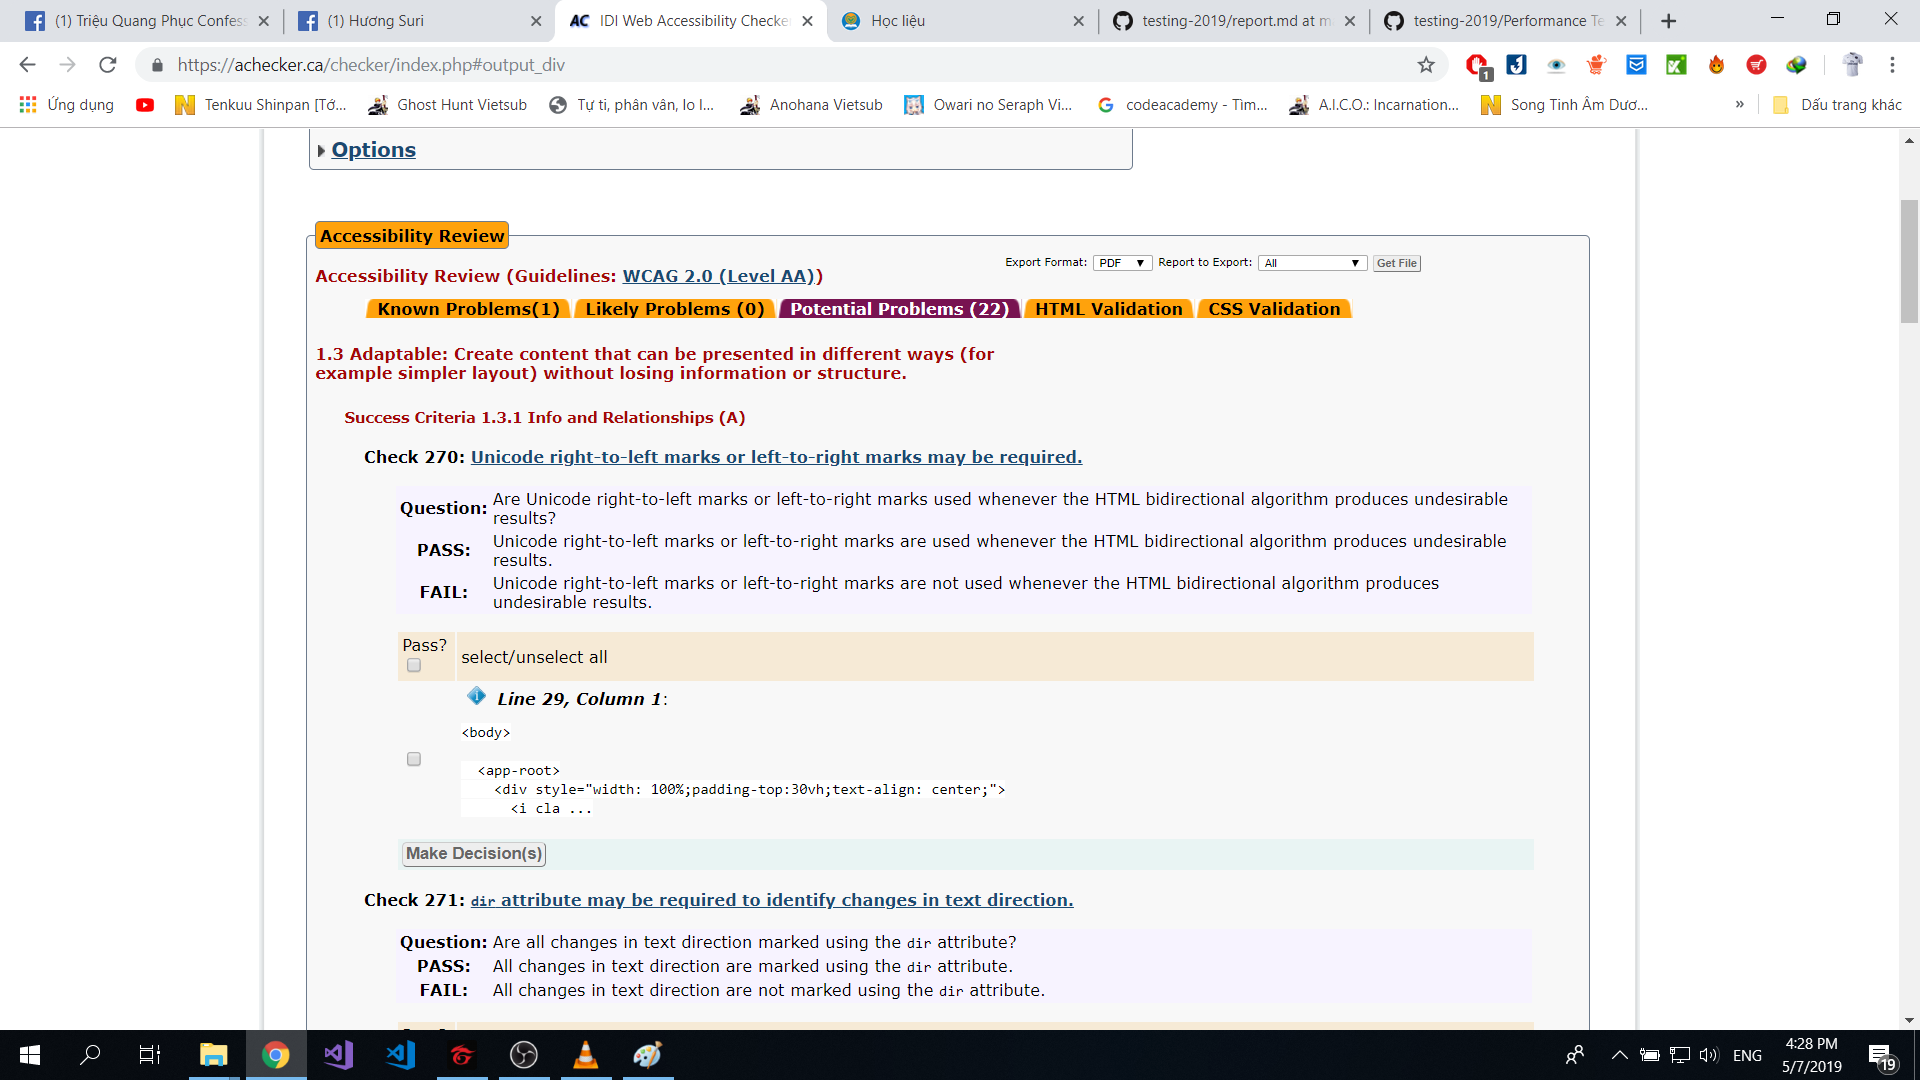 (1) Triệu Quang Phục Confess
(1) Hương Suri
AC IDI Web Accessibility Checke
Học liệu
testing-2019/report.md at m
testing-2019/Performance Te
https://achecker.ca/checker/index.php#output_div
1
Ứng dụng
Tenkuu Shinpan [Tớ...
Ghost Hunt Vietsub
Tự ti, phân vân, lo l...
Anohana Vietsub
Owari no Seraph Vi...
codeacademy - Tìm...
A.I.C.O.: Incarnation...
Song Tinh Âm Dươ...
»
Dấu trang khác
Options
Accessibility Review
Accessibility Review (Guidelines: WCAG 2.0 (Level AA))
Export Format: PDF Report to Export: All Get File
Known Problems(1) Likely Problems (0) Potential Problems (22) HTML Validation CSS Validation
1.3 Adaptable: Create content that can be presented in different ways (for
example simpler layout) without losing information or structure.
Success Criteria 1.3.1 Info and Relationships (A)
Check 270: Unicode right-to-left marks or left-to-right marks may be required.
Question: Are Unicode right-to-left marks or left-to-right marks used whenever the HTML bidirectional algorithm produces undesirable
results?
PASS: Unicode right-to-left marks or left-to-right marks are used whenever the HTML bidirectional algorithm produces undesirable
results.
FAIL: Unicode right-to-left marks or left-to-right marks are not used whenever the HTML bidirectional algorithm produces
undesirable results.
Pass?
select/unselect all
Line 29, Column 1:
<body>
<app-root>
<div style="width: 100%;padding-top:30vh;text-align: center;">
<i cla ...
Make Decision(s)
Check 271: dir attribute may be required to identify changes in text direction.
Question: Are all changes in text direction marked using the dir attribute?
PASS: All changes in text direction are marked using the dir attribute.
FAIL: All changes in text direction are not marked using the dir attribute.
ENG
4:28 PM
5/7/2019
19